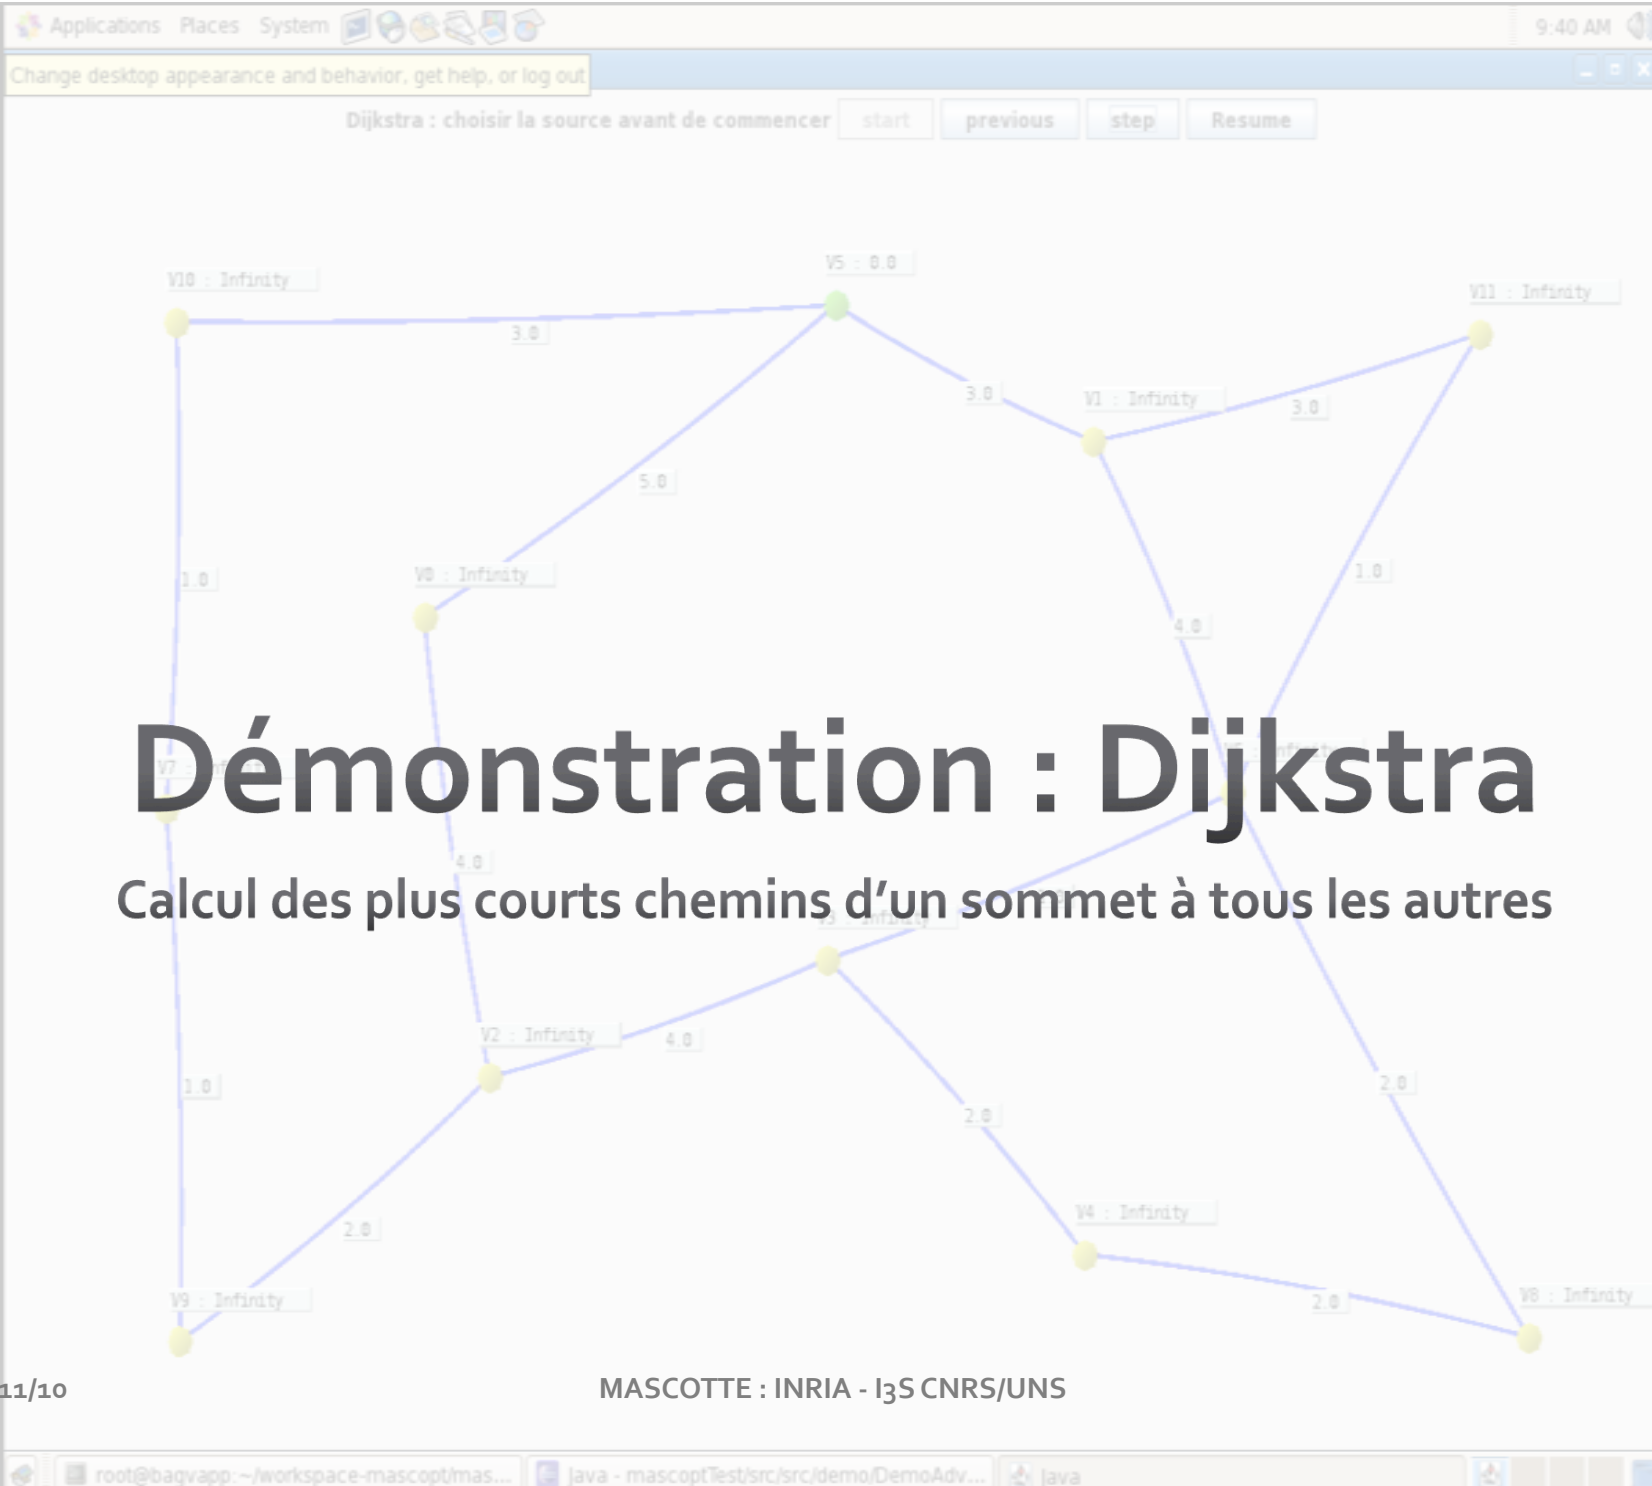 Applications Places System 9:40 AM
Change desktop appearance and behavior, get help, or log out
Dijkstra : choisir la source avant de commencer start previous step Resume
V5 : 0.0
V10 : Infinity
V11 : Infinity
3.0
3.0
V1 : Infinity
3.0
5.0
V0 : Infinity
1.0
1.0
4.0
Démonstration : Dijkstra
V7
4.0
Calcul des plus courts chemins d’un sommet à tous les autres
V3 : Infinity
V2 : Infinity
4.0
1.0
2.0
2.0
V4 : Infinity
2.0
V9 : Infinity
2.0
V8 : Infinity
11/10
MASCOTTE : INRIA - I3S CNRS/UNS
root@bagvapp:~/workspace-mascopt/mas... Java - mascoptTest/src/src/demo/DemoAdv... Java